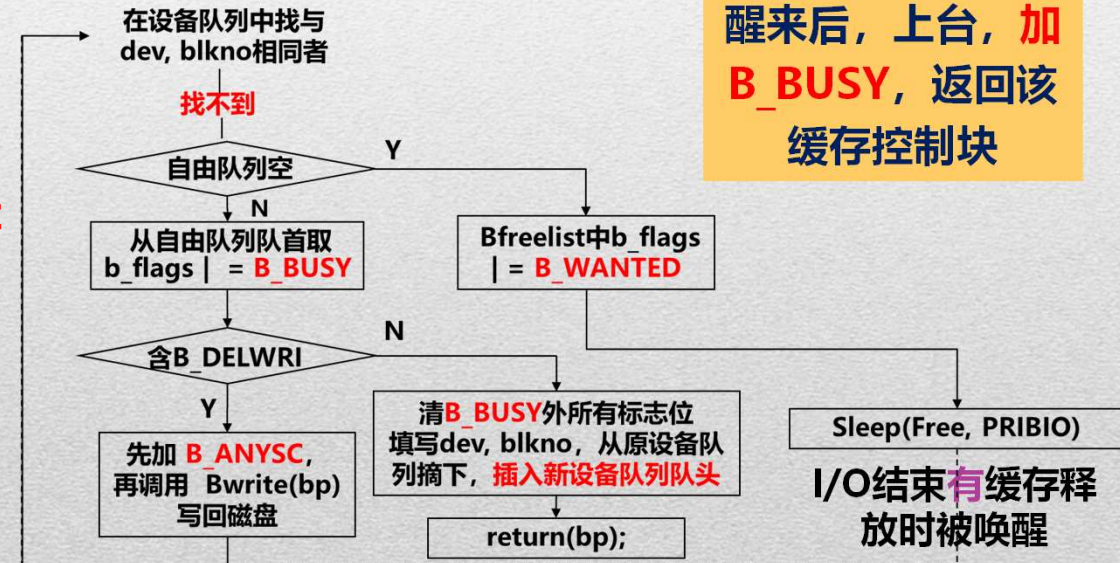 在设备队列中找与
dev, blkno相同者
找不到
自由队列空
Y
N
从自由队列队首取
b_flags | = B_BUSY
Bfreelist中b_flags
| = B_WANTED
含B_DELWRI
N
Y
先加 B_ANYSC,
再调用 Bwrite(bp)
写回磁盘
清B_BUSY外所有标志位
填写dev, blkno, 从原设备队
列摘下，插入新设备队列队头
return(bp);
Sleep(Free, PRIBIO)
I/O结束有缓存释
放时被唤醒
醒来后，上台，加
B_BUSY，返回该
缓存控制块